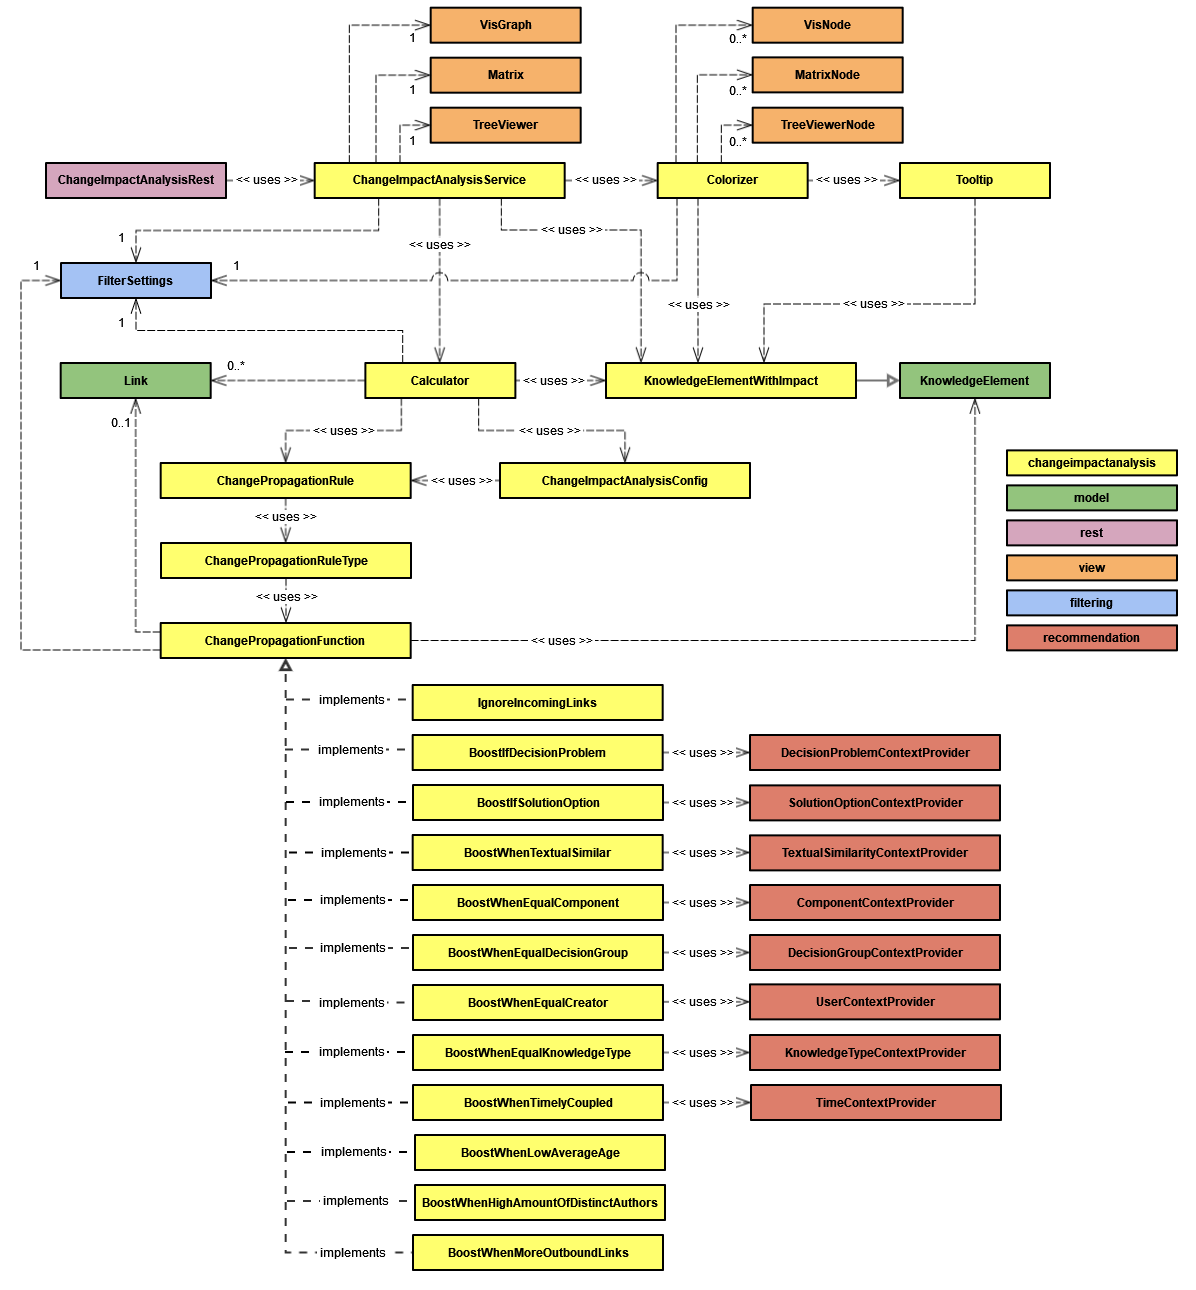 VisGraph
VisNode
1
0..*
Matrix
MatrixNode
1
0..*
TreeViewer
TreeViewerNode
1
0..*
ChangeImpactAnalysisRest
<< uses >>
ChangeImpactAnalysisService
<< uses >>
Colorizer
<< uses >>
Tooltip
1
<< uses >>
<< uses >>
1
FilterSettings
1
<< uses >>
<< uses >>
1
Link
0..*
Calculator
<< uses >>
KnowledgeElementWithImpact
KnowledgeElement
0..1
<< uses >>
<< uses >>
ChangePropagationRule
<< uses >>
ChangeImpactAnalysisConfig
<< uses >>
ChangePropagationRuleType
<< uses >>
ChangePropagationFunction
<< uses >>
changeimpactanalysis
model
rest
view
filtering
recommendation
implements
IgnoreIncomingLinks
implements
BoostIfDecisionProblem
<< uses >>
DecisionProblemContextProvider
implements
BoostIfSolutionOption
<< uses >>
SolutionOptionContextProvider
implements
BoostWhenTextualSimilar
<< uses >>
TextualSimilarityContextProvider
implements
BoostWhenEqualComponent
<< uses >>
ComponentContextProvider
implements
BoostWhenEqualDecisionGroup
<< uses >>
DecisionGroupContextProvider
implements
BoostWhenEqualCreator
<< uses >>
UserContextProvider
implements
BoostWhenEqualKnowledgeType
<< uses >>
KnowledgeTypeContextProvider
implements
BoostWhenTimelyCoupled
<< uses >>
TimeContextProvider
implements
BoostWhenLowAverageAge
implements
BoostWhenHighAmountOfDistinctAuthors
implements
BoostWhenMoreOutboundLinks